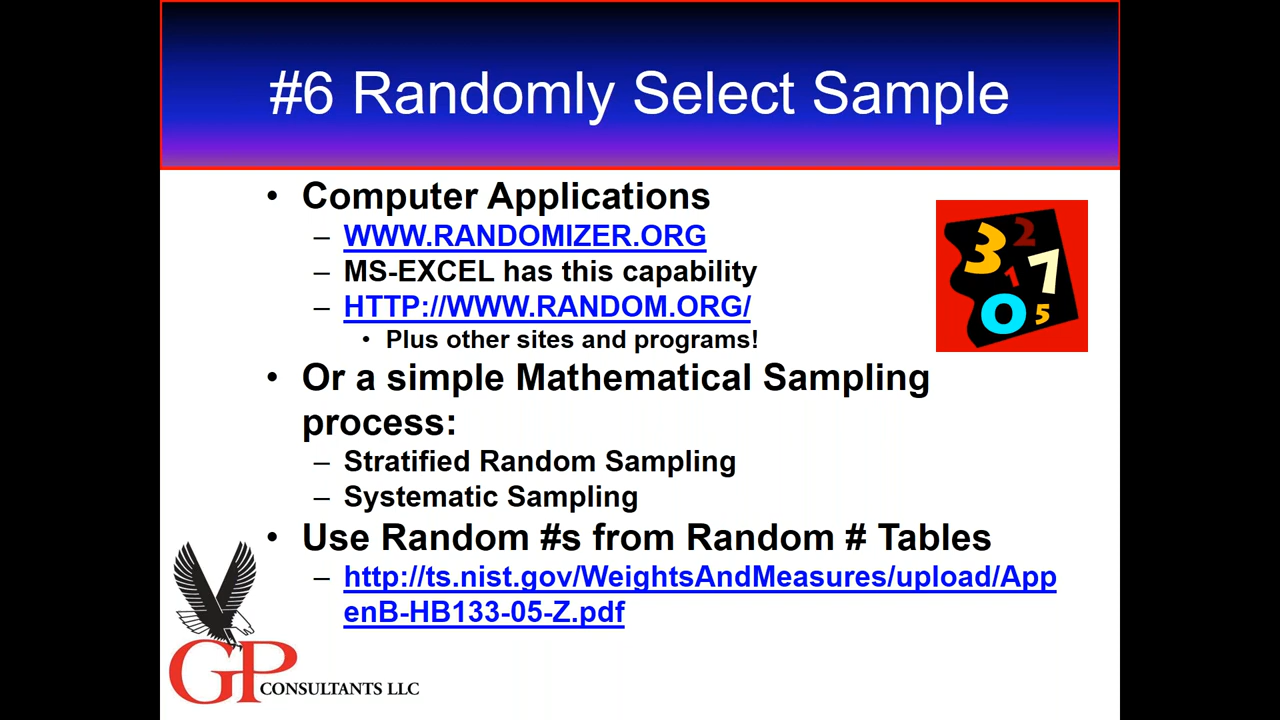 #6 Randomly Select Sample
• Computer Applications
– WWW.RANDOMIZER.ORG
– MS-EXCEL has this capability
– HTTP://WWW.RANDOM.ORG/
• Plus other sites and programs!
• Or a simple Mathematical Sampling
process:
– Stratified Random Sampling
– Systematic Sampling
• Use Random #s from Random # Tables
– http://ts.nist.gov/WeightsAndMeasures/upload/App
enB-HB133-05-Z.pdf
3 2
1 7
0 5
GP CONSULTANTS LLC